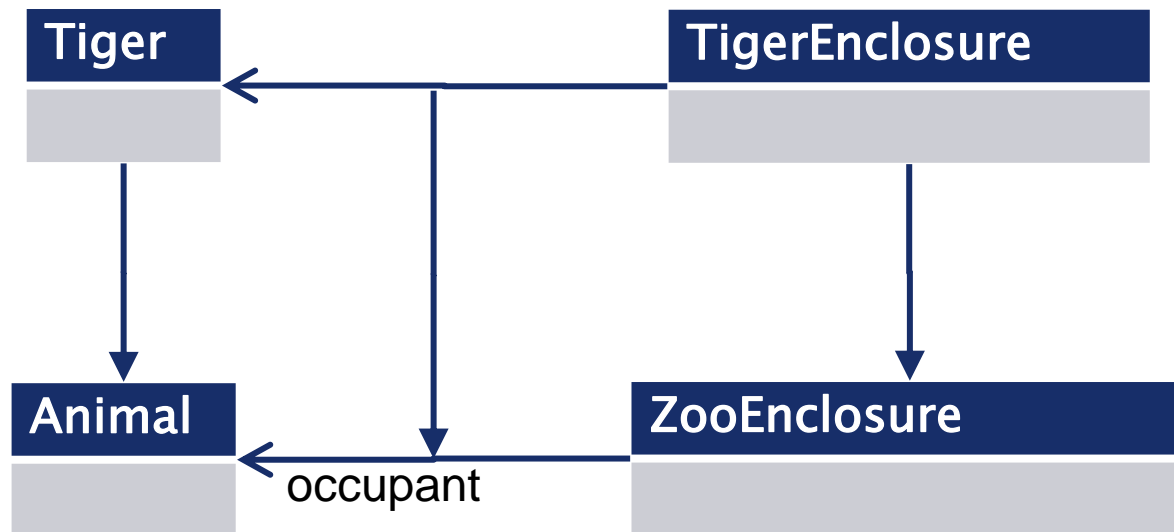 Tiger
TigerEnclosure
Animal
ZooEnclosure
occupant